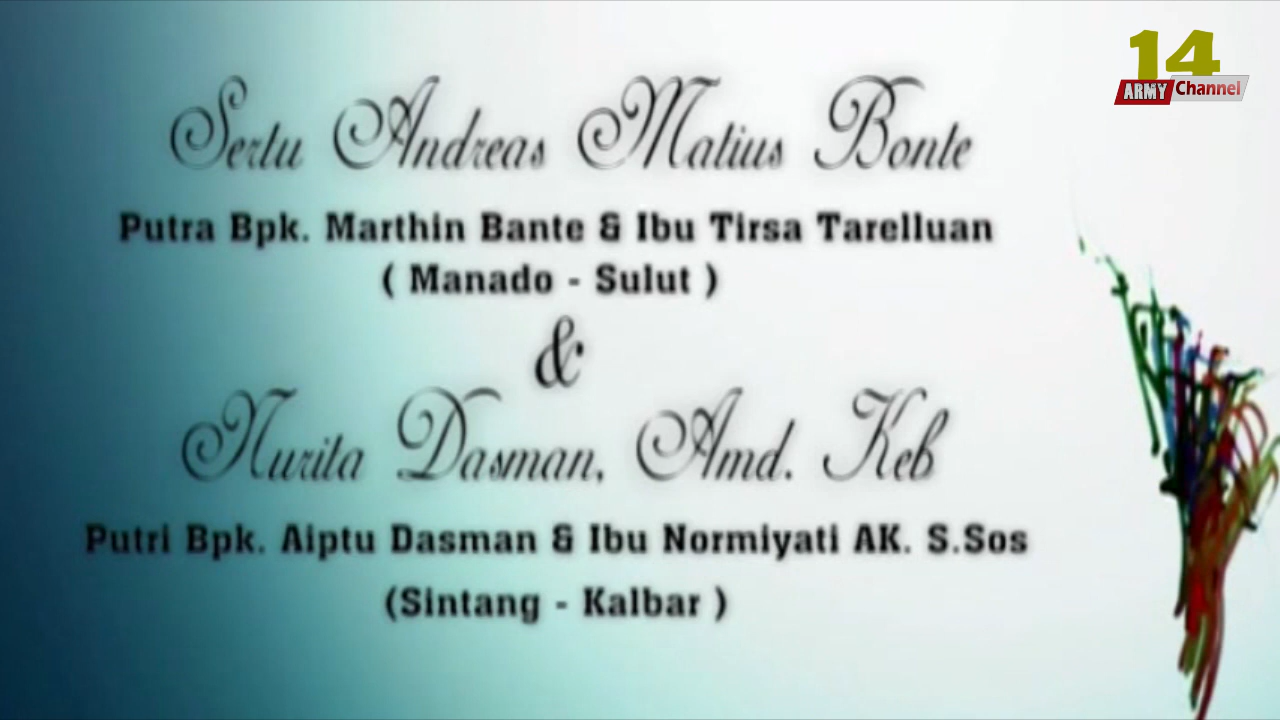 14
ARMY Channel
Sertu Andreas Matius Bonte
Putra Bpk. Marthin Bante & Ibu Tirsa Tarelluan
( Manado - Sulut )
&
Nurita Dasman, Amd. Keb
Putri Bpk. Aiptu Dasman & Ibu Normiyati AK. S.Sos
(Sintang - Kalbar )